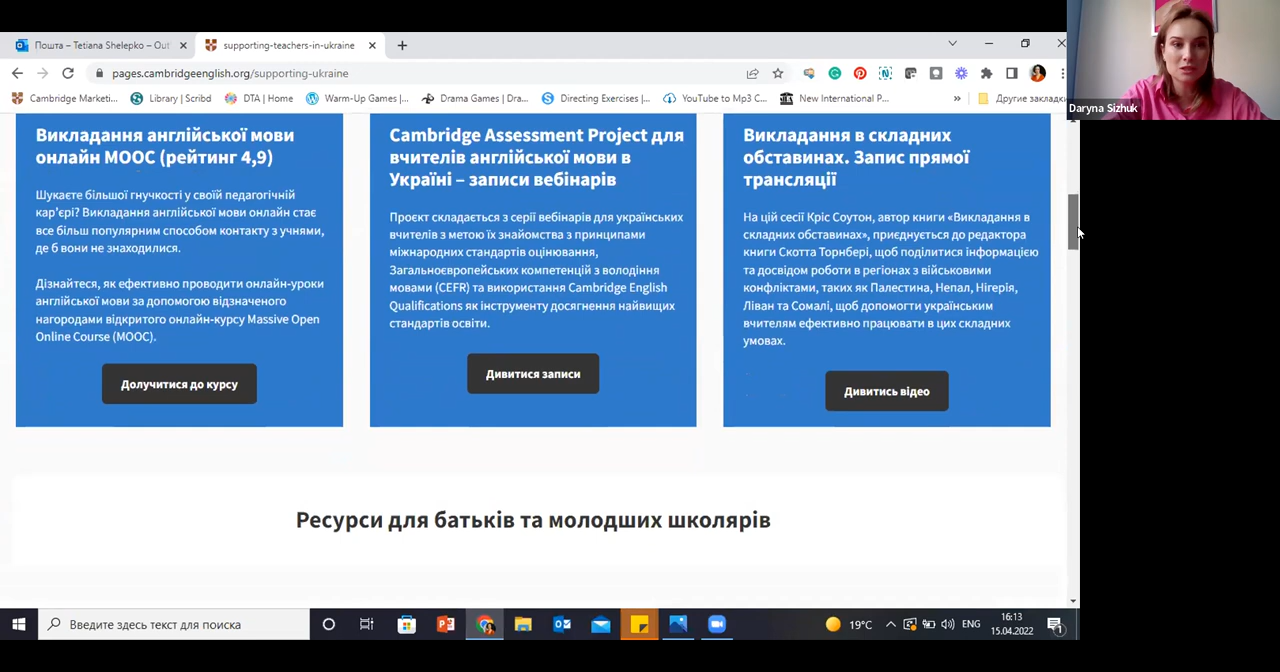 Пошта – Tetiana Shelepko – Out
supporting-teachers-in-ukraine
pages.cambridgeenglish.org/supporting-ukraine
Cambridge Marketi...
Library | Scribd
DTA | Home
Warm-Up Games |...
Drama Games | Dra...
Directing Exercises |...
YouTube to Mp3 C...
New International P...
»
Другие закладки
Daryna Sizhuk
Викладання англійської мови
онлайн MOOC (рейтинг 4,9)
Шукаєте більшої гнучкості у своїй педагогічній
кар'єрі? Викладання англійської мови онлайн стає
все більш популярним способом контакту з учнями,
де б вони не знаходилися.
Дізнайтеся, як ефективно проводити онлайн-уроки
англійської мови за допомогою відзначеного
нагородами відкритого онлайн-курсу Massive Open
Online Course (MOOC).
Долучитися до курсу
Cambridge Assessment Project для
вчителів англійської мови в
Україні – записи вебінарів
Проєкт складається з серії вебінарів для українських
вчителів з метою їх знайомства з принципами
міжнародних стандартів оцінювання,
Загальноєвропейських компетенцій з володіння
мовами (CEFR) та використання Cambridge English
Qualifications як інструменту досягнення найвищих
стандартів освіти.
Дивитися записи
Викладання в складних
обставинах. Запис прямої
трансляції
На цій сесії Кріс Соутон, автор книги «Викладання в
складних обставинах», приєднується до редактора
книги Скотта Торнбері, щоб поділитися інформацією
та досвідом роботи в регіонах з військовими
конфліктами, таких як Палестина, Непал, Нігерія,
Ліван та Сомалі, щоб допомогти українським
вчителям ефективно працювати в цих складних
умовах.
Дивитись відео
Ресурси для батьків та молодших школярів
Введите здесь текст для поиска
19°C
ENG
16:13
15.04.2022